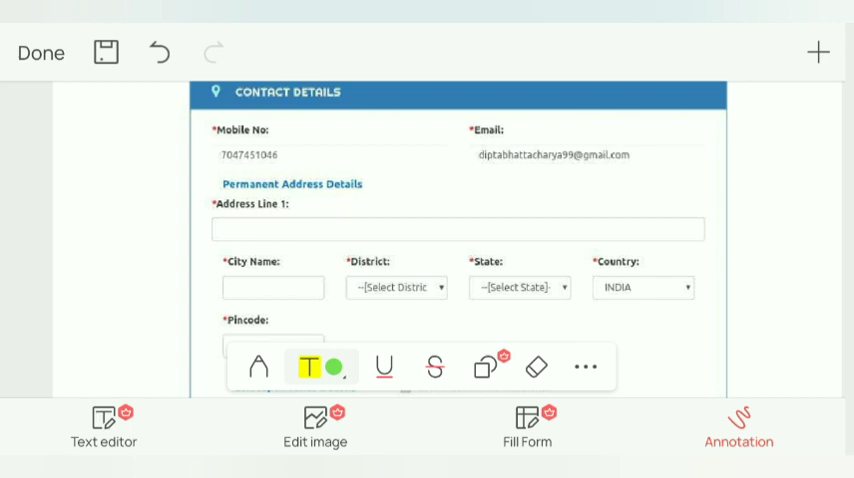 Done
CONTACT DETAILS
*Mobile No: *Email:
7047451046 diptabhattacharya99@gmail.com
Permanent Address Details
*Address Line 1:
*City Name: *District: *State: *Country:
--[Select Distric --[Select State]- INDIA
*Pincode:
T U S
Text editor Edit image Fill Form Annotation